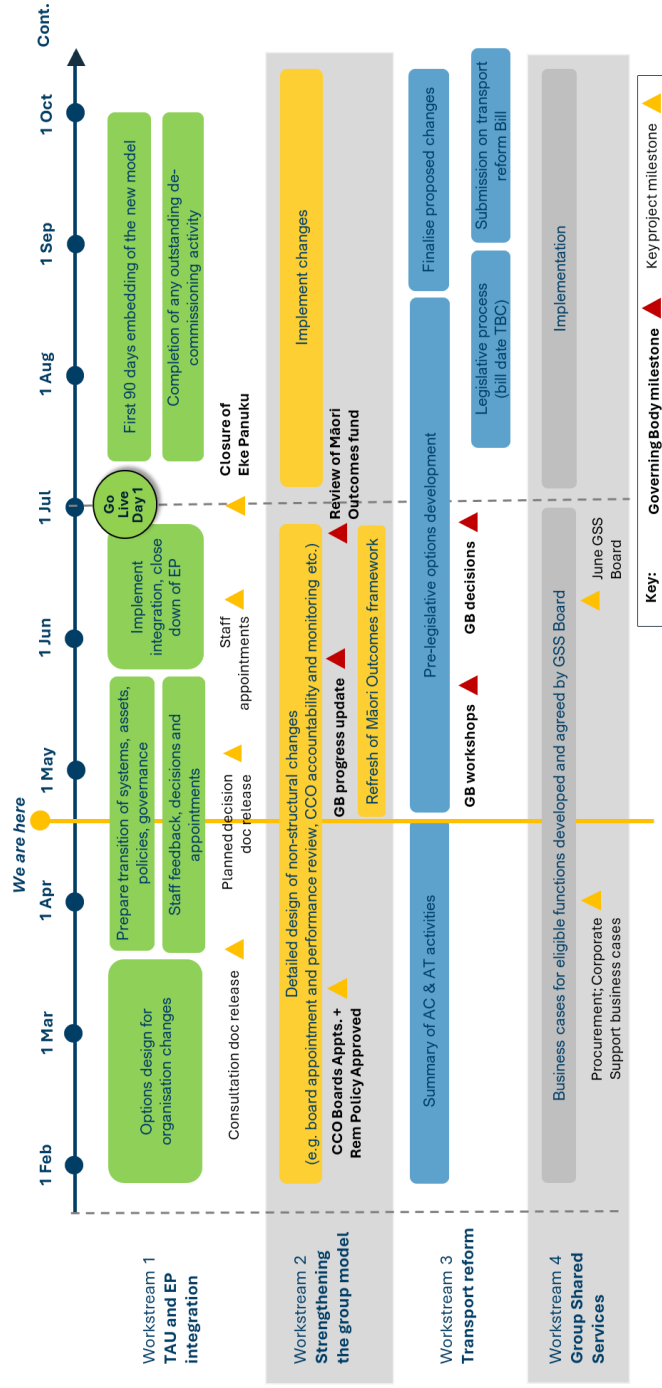 We are here
1 Feb
1 Mar
1 Apr
1 May
1 Jun
1 Jul
1 Aug
1 Sep
1 Oct
Cont.
Workstream 1
TAU and EP
integration
Options design for
organisation changes
Prepare transition of systems, assets,
policies, governance
Staff feedback, decisions and
appointments
Implement
integration, close
down of EP
Go
Live
Day 1
First 90 days embedding of the new model
Completion of any outstanding de-
commissioning activity
Consultation doc release
Planned decision
doc release
Staff
appointments
Closure of
Eke Panuku
Workstream 2
Strengthening
the group model
Detailed design of non-structural changes
(e.g. board appointment and performance review, CCO accountability and monitoring etc.)
Implement changes
CCO Boards Appts. +
Rem Policy Approved
GB progress update
Review of Māori
Outcomes fund
Refresh of Māori Outcomes framework
Workstream 3
Transport reform
Summary of AC & AT activities
Pre-legislative options development
Finalise proposed changes
GB workshops
GB decisions
Legislative process
(bill date TBC)
Submission on transport
reform Bill
Workstream 4
Group Shared
Services
Business cases for eligible functions developed and agreed by GSS Board
Implementation
Procurement; Corporate
Support business cases
June GSS
Board
Key:
Governing Body milestone
Key project milestone